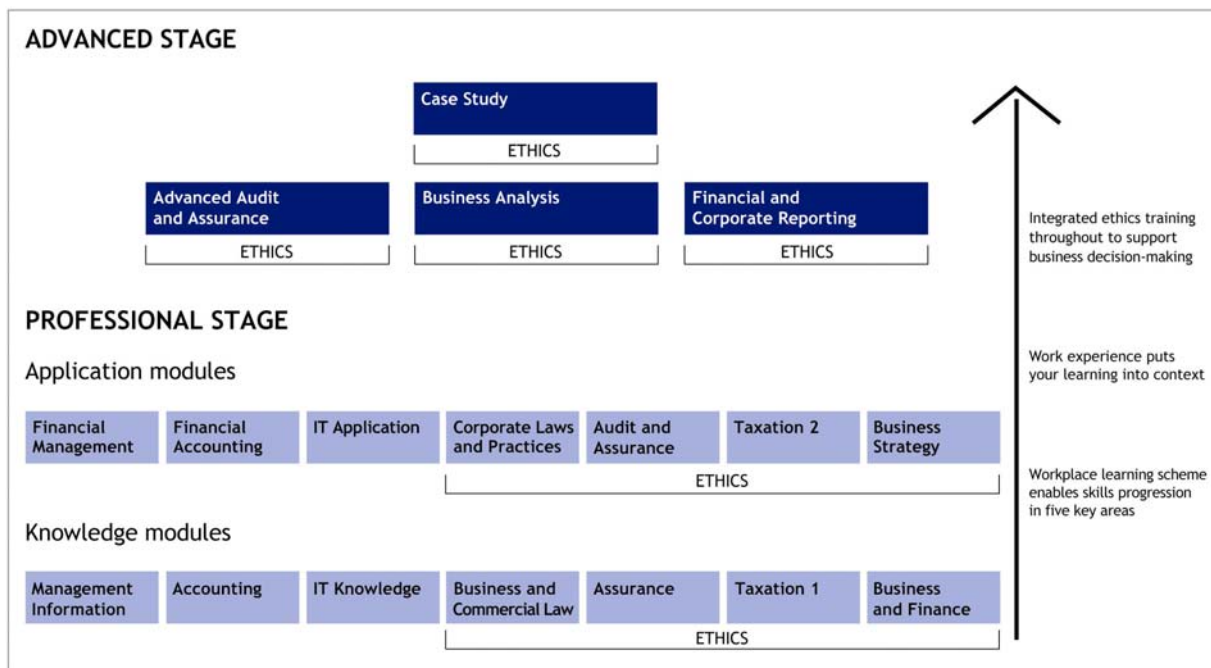 ADVANCED STAGE
Case Study
ETHICS
Advanced Audit
and Assurance
Business Analysis
Financial and
Corporate Reporting
ETHICS
ETHICS
ETHICS
Integrated ethics training
throughout to support
business decision-making
PROFESSIONAL STAGE
Application modules
Work experience puts
your learning into context
Financial
Management
Financial
Accounting
IT Application
Corporate Laws
and Practices
Audit and
Assurance
Taxation 2
Business
Strategy
ETHICS
Workplace learning scheme
enables skills progression
in five key areas
Knowledge modules
Management
Information
Accounting
IT Knowledge
Business and
Commercial Law
Assurance
Taxation 1
Business
and Finance
ETHICS